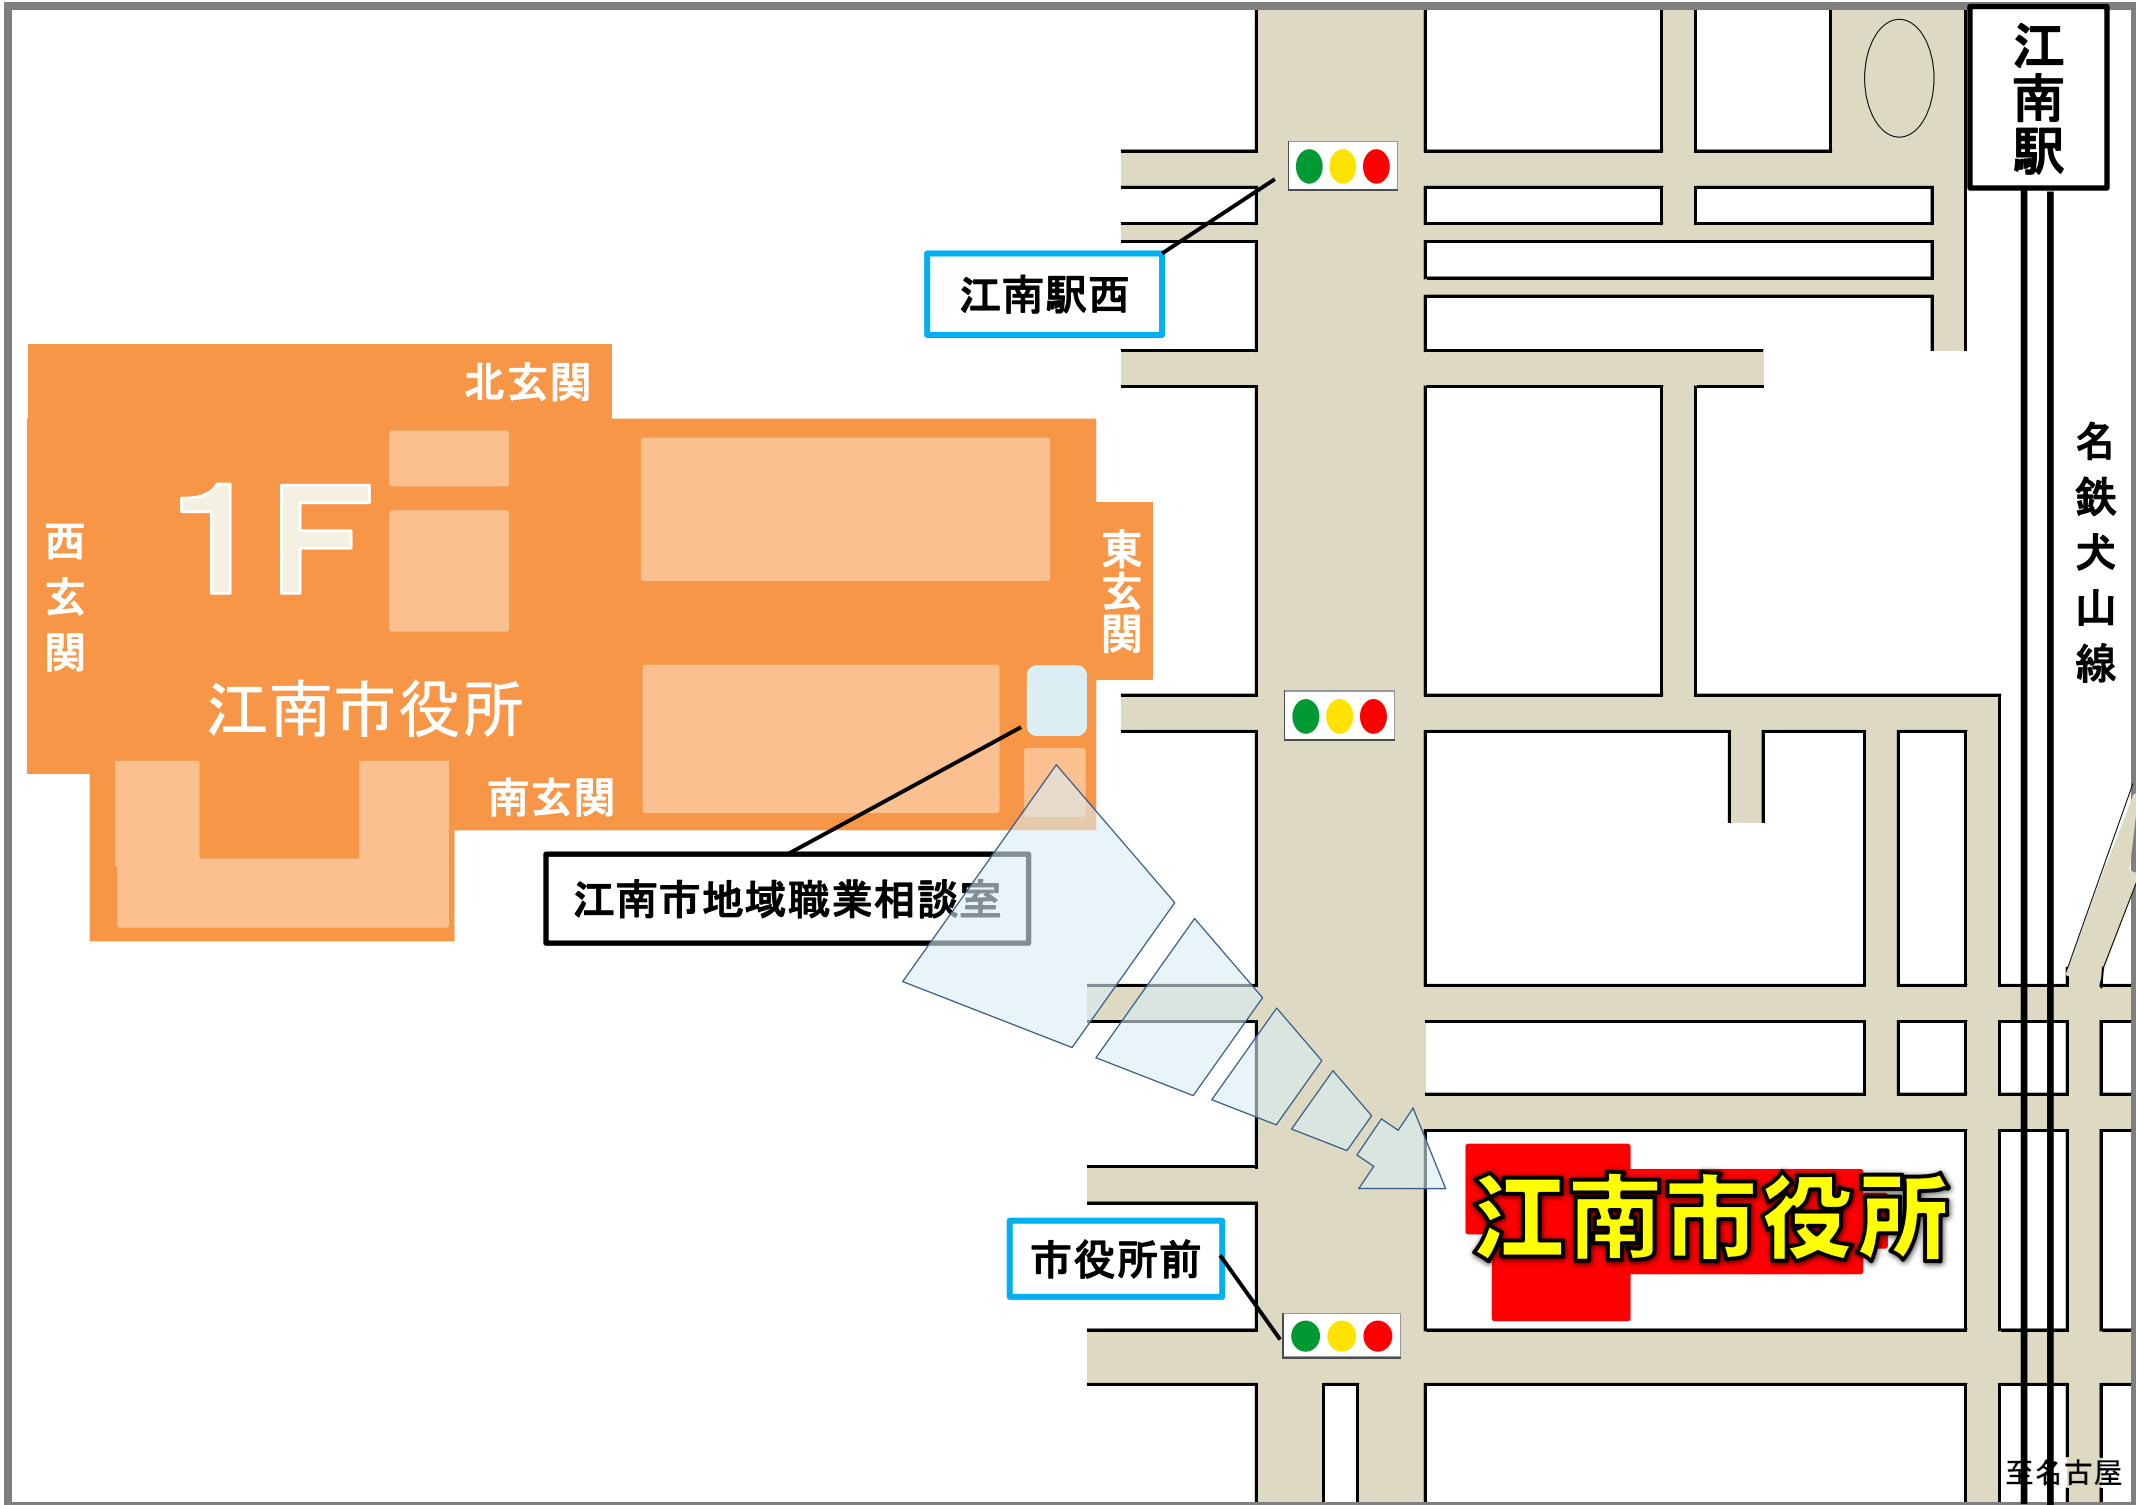 江南駅
江南駅西
北玄関
1F
西玄関
東玄関
名鉄犬山線
江南市役所
南玄関
江南市地域職業相談室
江南市役所
市役所前
至名古屋